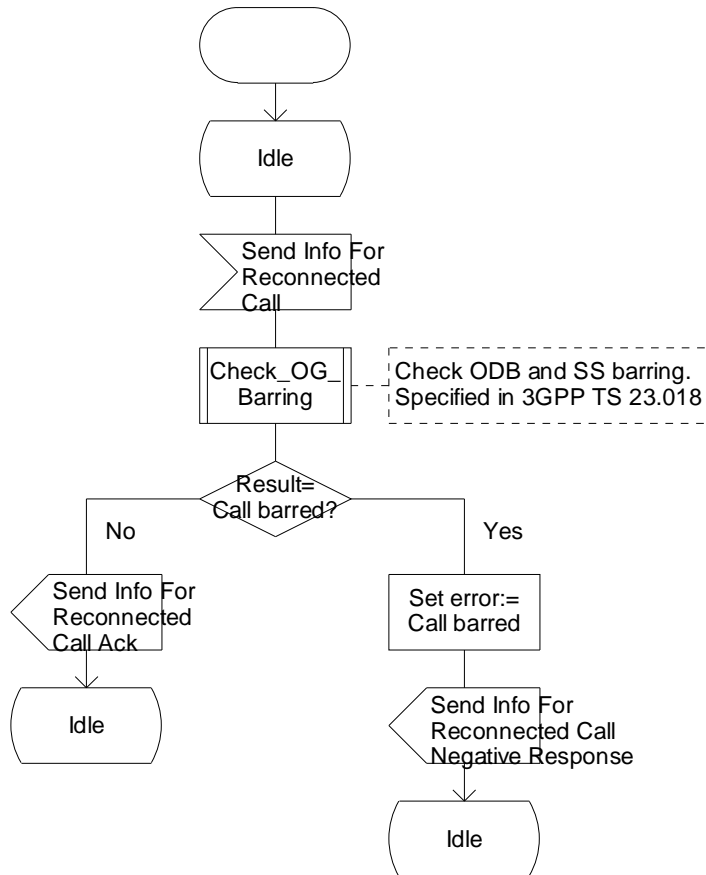 Idle
Send Info For
Reconnected
Call
Check_OG_
Barring
Check ODB and SS barring.
Specified in 3GPP TS 23.018
Result=
Call barred?
No
Yes
Send Info For
Reconnected
Call Ack
Set error:=
Call barred
Idle
Send Info For
Reconnected Call
Negative Response
Idle